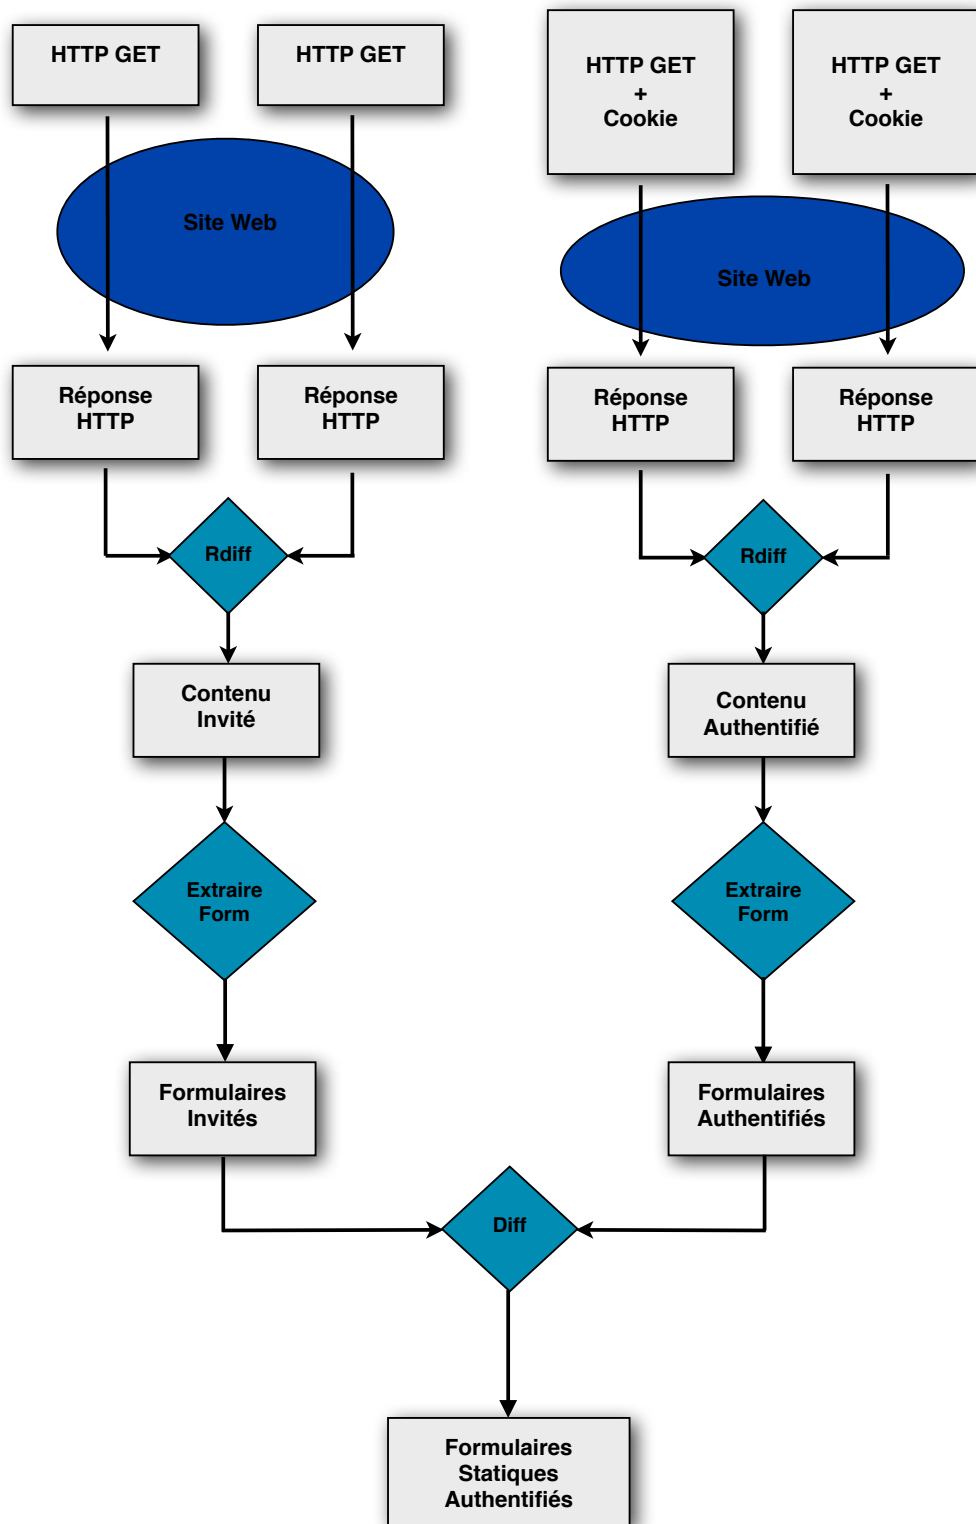 HTTP GET
HTTP GET
HTTP GET
+
Cookie
HTTP GET
+
Cookie
Site Web
Site Web
Réponse
HTTP
Réponse
HTTP
Réponse
HTTP
Réponse
HTTP
Rdiff
Rdiff
Contenu
Invité
Contenu
Authentifié
Extraire
Form
Extraire
Form
Formulaires
Invités
Formulaires
Authentifiés
Diff
Formulaires
Statiques
Authentifiés